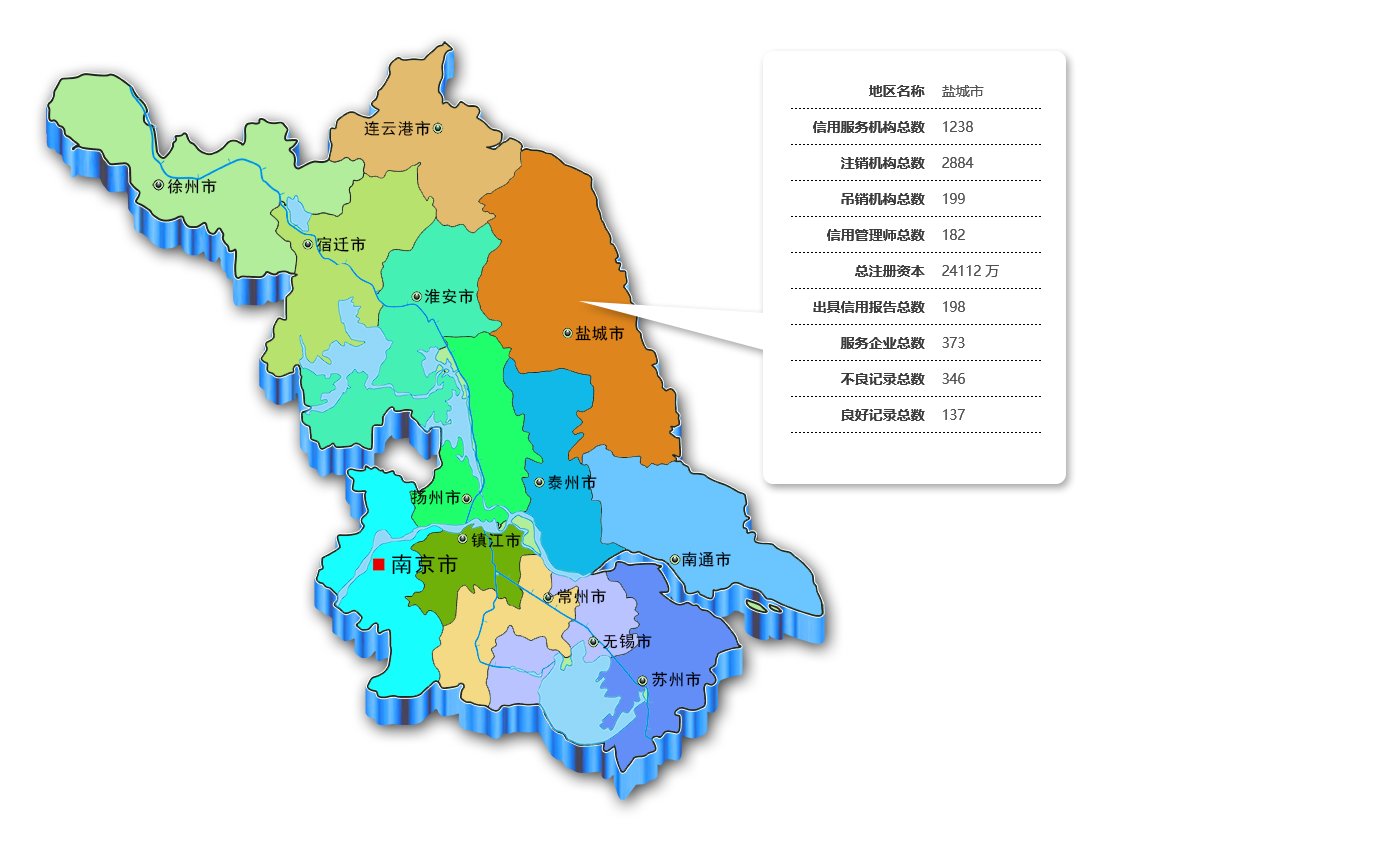 连云港市
徐州市
宿迁市
淮安市
盐城市
扬州市
泰州市
镇江市
南京市
南通市
常州市
无锡市
苏州市
地区名称 盐城市
信用服务机构总数 1238
注销机构总数 2884
吊销机构总数 199
信用管理师总数 182
总注册资本 24112 万
出具信用报告总数 198
服务企业总数 373
不良记录总数 346
良好记录总数 137